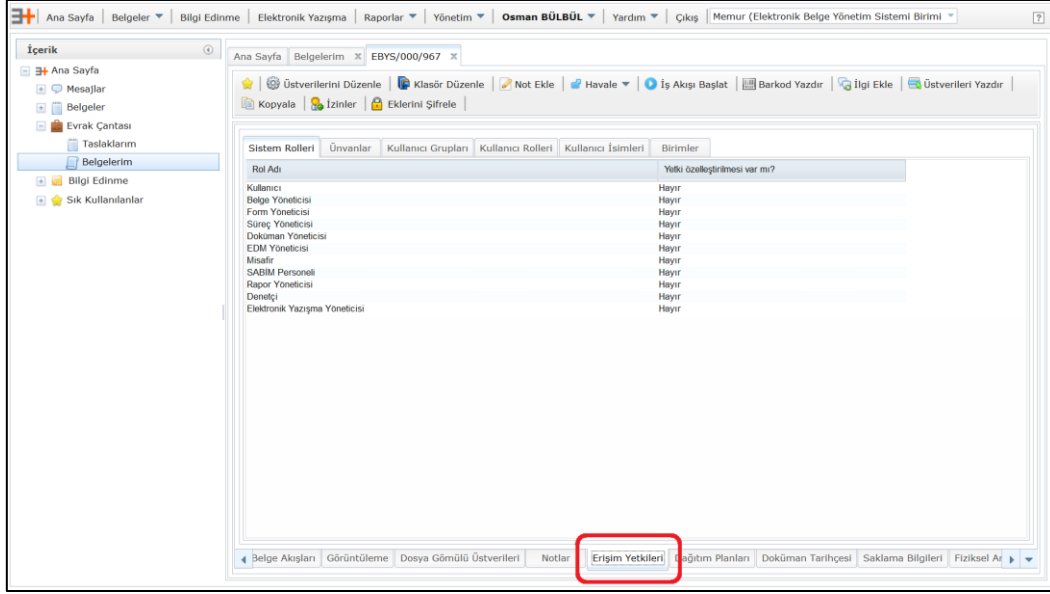 Ana Sayfa Belgeler Bilgi Edinme Elektronik Yazışma Raporlar Yönetim Osman BÜLBÜL Yardım Çıkış Memur (Elektronik Belge Yönetim Sistemi Birimi ?
İçerik
Ana Sayfa
Mesajlar
Belgeler
Evrak Çantası
Taslaklarım
Belgelerim
Bilgi Edinme
Sık Kullanılanlar
Ana Sayfa Belgelerim x EBYS/000/967 x
Üstverilerini Düzenle Klasör Düzenle Not Ekle Havale İş Akışı Başlat Barkod Yazdır İlgi Ekle Üstverileri Yazdır
Kopyala İzinler Eklerini Şifrele
Sistem Rolleri Ünvanlar Kullanıcı Grupları Kullanıcı Rolleri Kullanıcı İsimleri Birimler
Rol Adı Yetki özelleştirilmesi var mı?
Kullanıcı Hayır
Belge Yöneticisi Hayır
Form Yöneticisi Hayır
Süreç Yöneticisi Hayır
Doküman Yöneticisi Hayır
EDM Yöneticisi Hayır
Misafir Hayır
SABİM Personeli Hayır
Rapor Yöneticisi Hayır
Denetçi Hayır
Elektronik Yazışma Yöneticisi Hayır
Belge Akışları Görüntüleme Dosya Gömülü Üstverileri Notlar Erişim Yetkileri Dağıtım Planları Doküman Tarihçesi Saklama Bilgileri Fiziksel